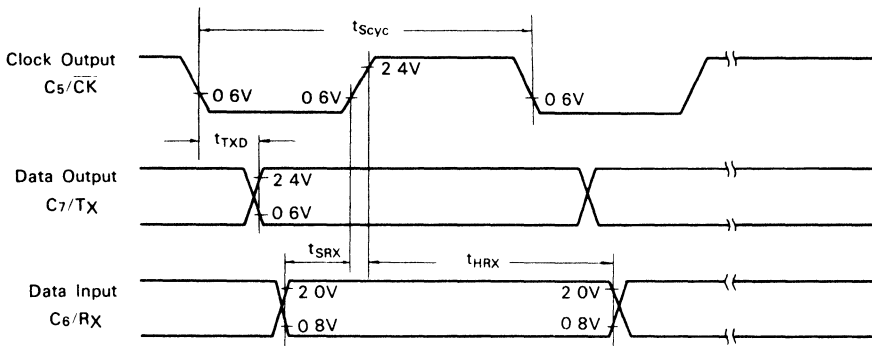 tScyc
Clock Output
C5/C̅K̅
2 4V
0 6V
0 6V
0 6V
tTXD
Data Output
C7/Tx
2 4V
0 6V
tSRX
tHRX
Data Input
C6/Rx
2 0V
2 0V
0 8V
0 8V